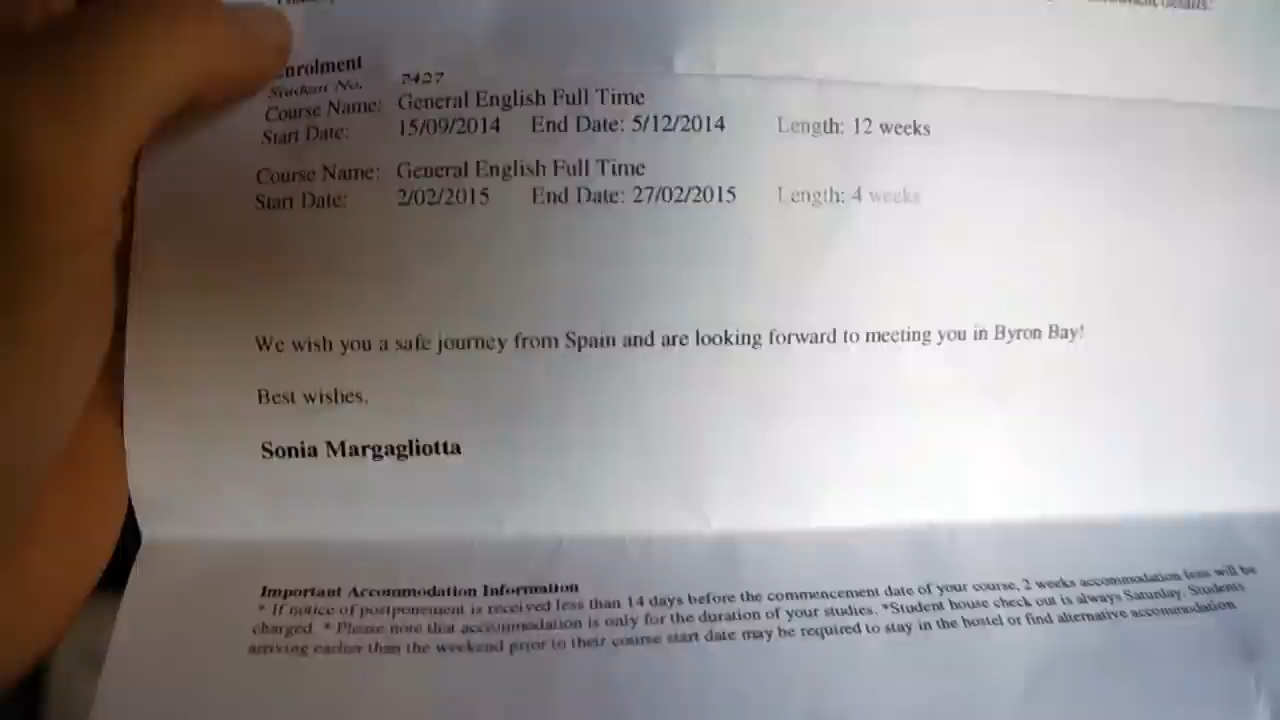 Enrolment
Student No. 7427
Course Name: General English Full Time
Start Date: 15/09/2014 End Date: 5/12/2014 Length: 12 weeks
Course Name: General English Full Time
Start Date: 2/02/2015 End Date: 27/02/2015 Length: 4 weeks
We wish you a safe journey from Spain and are looking forward to meeting you in Byron Bay!
Best wishes,
Sonia Margagliotta
Important Accommodation Information
* If notice of postponement is received less than 14 days before the commencement date of your course, 2 weeks accommodation fees will be
charged. * Please note that accommodation is only for the duration of your studies. *Student house check out is always Saturday. Students
arriving earlier than the weekend prior to their course start date may be required to stay in the hostel or find alternative accommodation